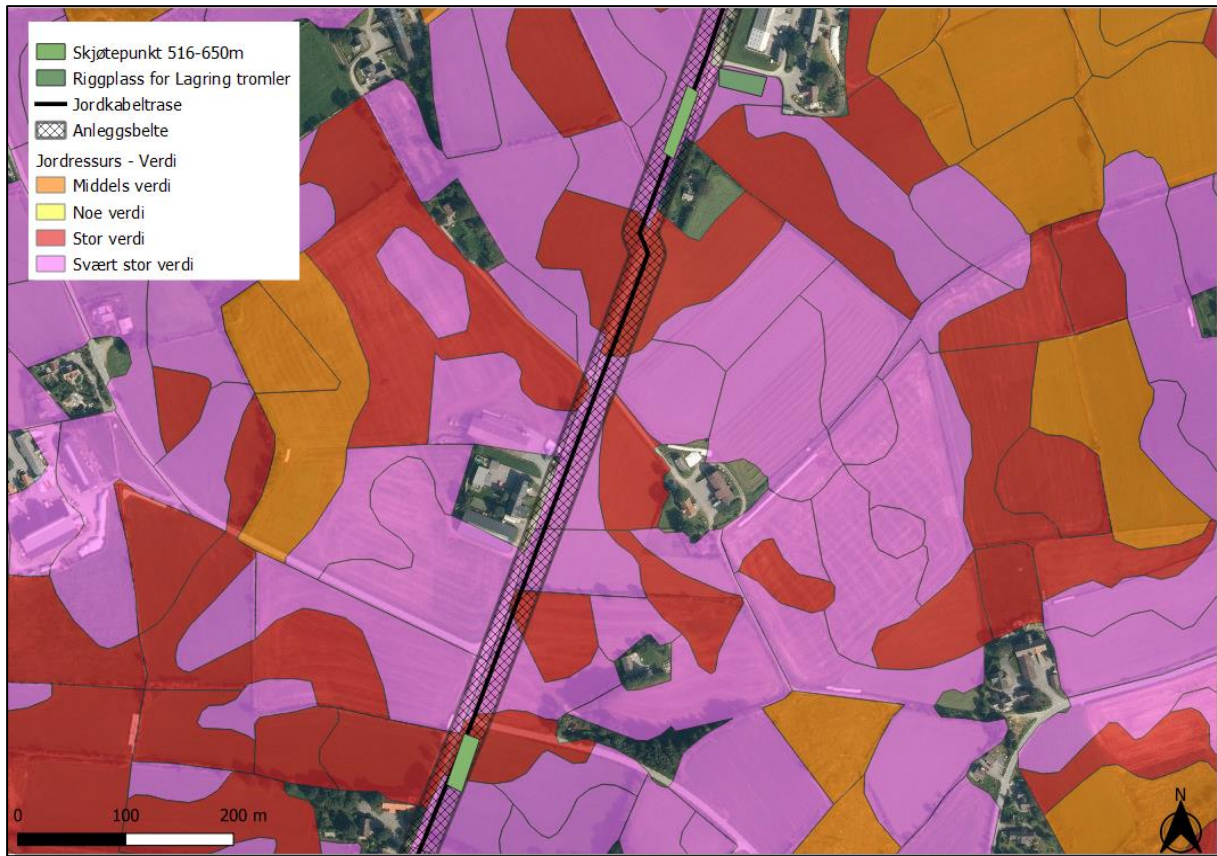 Skjøtepunkt 516-650m
Riggplass for Lagring tromler
Jordkabeltrase
Anleggsbelte
Jordressurs - Verdi
Middels verdi
Noe verdi
Stor verdi
Svært stor verdi
0 100 200 m
N